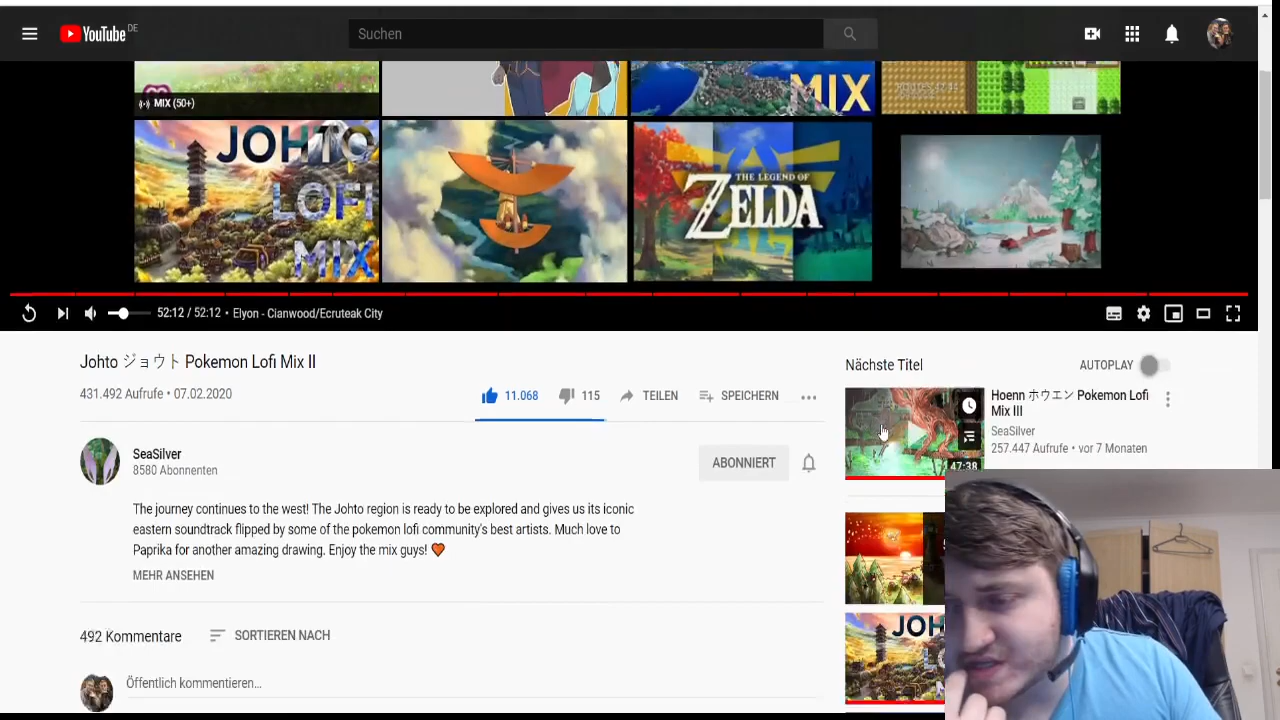 YouTube DE
Suchen
MIX (50+)
MIX
JOHTO
LOFI
MIX
THE LEGEND OF
ZELDA
52:12 / 52:12 • Elyon - Cianwood/Ecruteak City
Johto ジョウト Pokemon Lofi Mix II
431.492 Aufrufe • 07.02.2020
11.068
115
TEILEN
SPEICHERN
SeaSilver
8580 Abonnenten
ABONNIERT
The journey continues to the west! The Johto region is ready to be explored and gives us its iconic
eastern soundtrack flipped by some of the pokemon lofi community's best artists. Much love to
Paprika for another amazing drawing. Enjoy the mix guys!
MEHR ANSEHEN
492 Kommentare
SORTIEREN NACH
Öffentlich kommentieren...
Nächste Titel
AUTOPLAY
Hoenn ホウエン Pokemon Lofi
Mix III
SeaSilver
257.447 Aufrufe • vor 7 Monaten
47:38
JOH